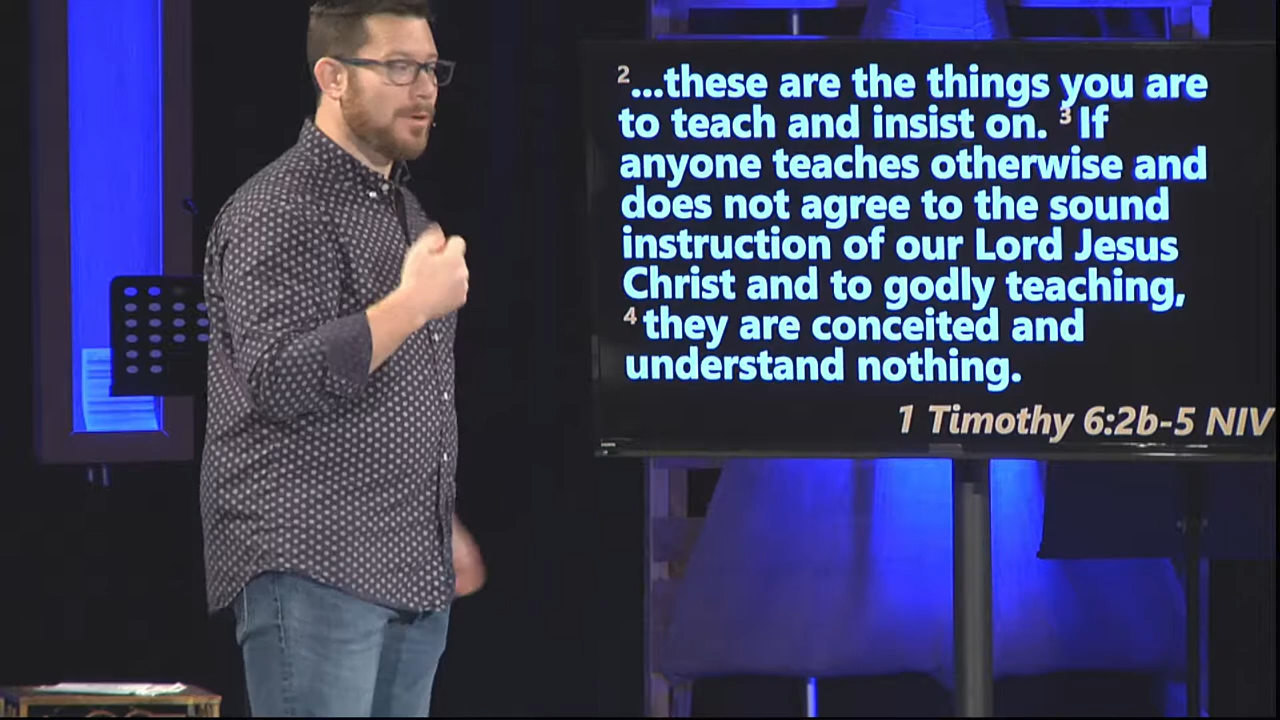 2...these are the things you are
to teach and insist on. 3 If
anyone teaches otherwise and
does not agree to the sound
instruction of our Lord Jesus
Christ and to godly teaching,
4 they are conceited and
understand nothing.
1 Timothy 6:2b-5 NIV